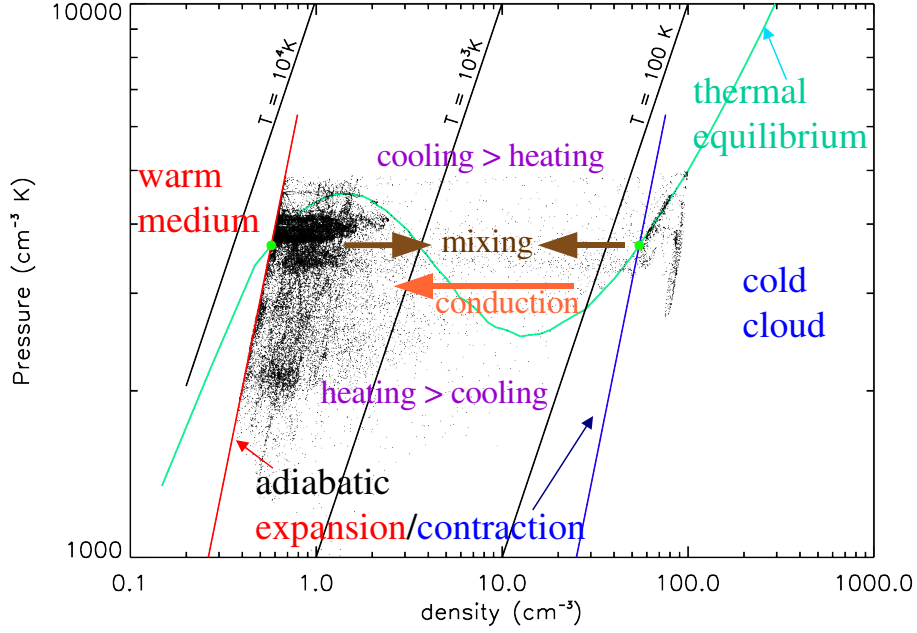 10000
T = 10⁴K
T = 10³K
T = 100 K
thermal
equilibrium
cooling > heating
warm
medium
mixing
conduction
cold
cloud
heating > cooling
adiabatic
expansion/contraction
1000
0.1 1.0 10.0 100.0 1000.0
density (cm⁻³)
Pressure (cm⁻³ K)